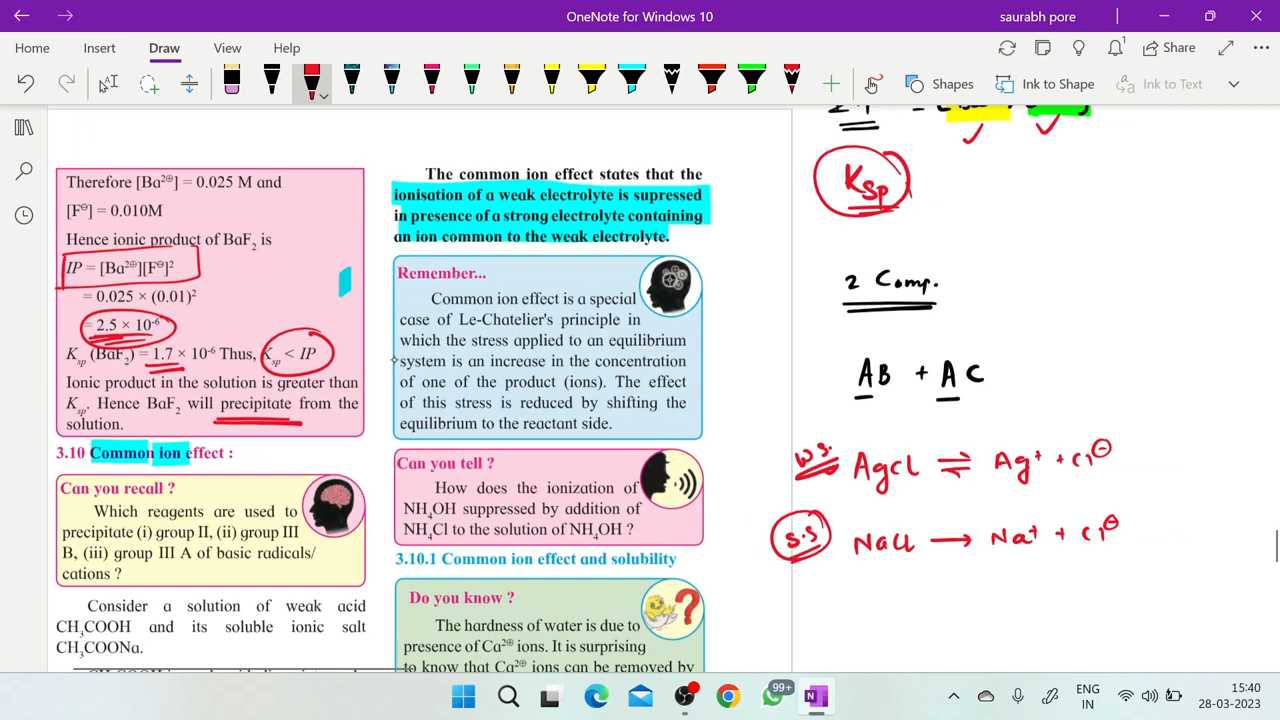 OneNote for Windows 10
saurabh pore
Home Insert Draw View Help
Share
Shapes
Ink to Shape
Ink to Text
Therefore [Ba²⊕] = 0.025 M and
[F⊖] = 0.010M
Hence ionic product of BaF₂ is
IP = [Ba²⊕][F⊖]²
= 0.025 × (0.01)²
= 2.5 × 10⁻⁶
Ksp (BaF₂) = 1.7 × 10⁻⁶ Thus, Ksp < IP
Ionic product in the solution is greater than
Ksp. Hence BaF₂ will precipitate from the
solution.
3.10 Common ion effect :
Can you recall ?
Which reagents are used to
precipitate (i) group II, (ii) group III
B, (iii) group III A of basic radicals/
cations ?
Consider a solution of weak acid
CH₃COOH and its soluble ionic salt
CH₃COONa.
The common ion effect states that the
ionisation of a weak electrolyte is supressed
in presence of a strong electrolyte containing
an ion common to the weak electrolyte.
Remember...
Common ion effect is a special
case of Le-Chatelier's principle in
which the stress applied to an equilibrium
system is an increase in the concentration
of one of the product (ions). The effect
of this stress is reduced by shifting the
equilibrium to the reactant side.
Can you tell ?
How does the ionization of
NH₄OH suppressed by addition of
NH₄Cl to the solution of NH₄OH ?
3.10.1 Common ion effect and solubility
Do you know ?
The hardness of water is due to
presence of Ca²⊕ ions. It is surprising
to know that Ca²⊕ ions can be removed by
Ksp
2 Comp.
AB + AC
W.S. AgCl ⇌ Ag⁺ + Cl⊖
S.S NaCl → Na⁺ + Cl⊖
99+
ENG
IN
15:40
28-03-2023